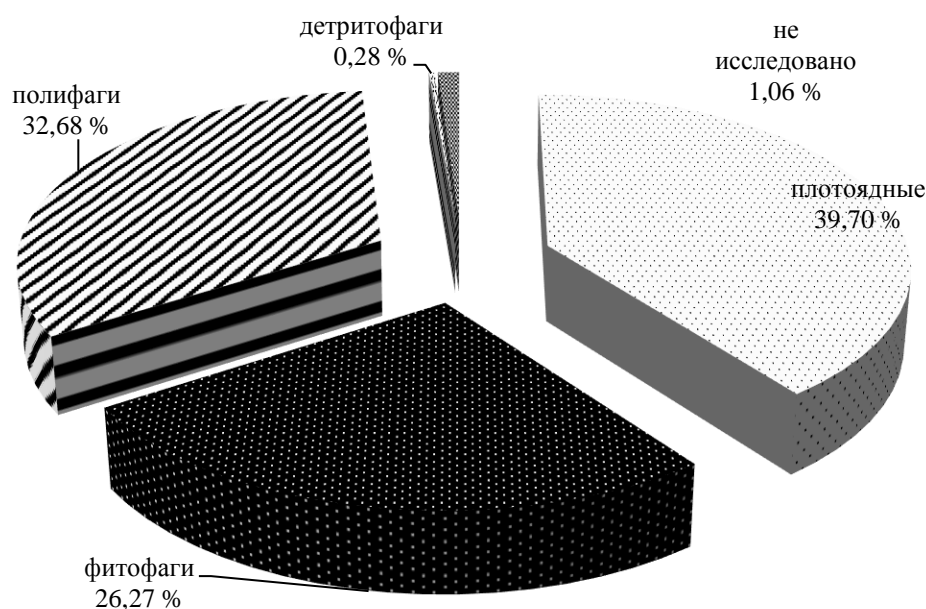 детритофаги
0,28 %
не
исследовано
1,06 %
полифаги
32,68 %
плотоядные
39,70 %
фитофаги
26,27 %